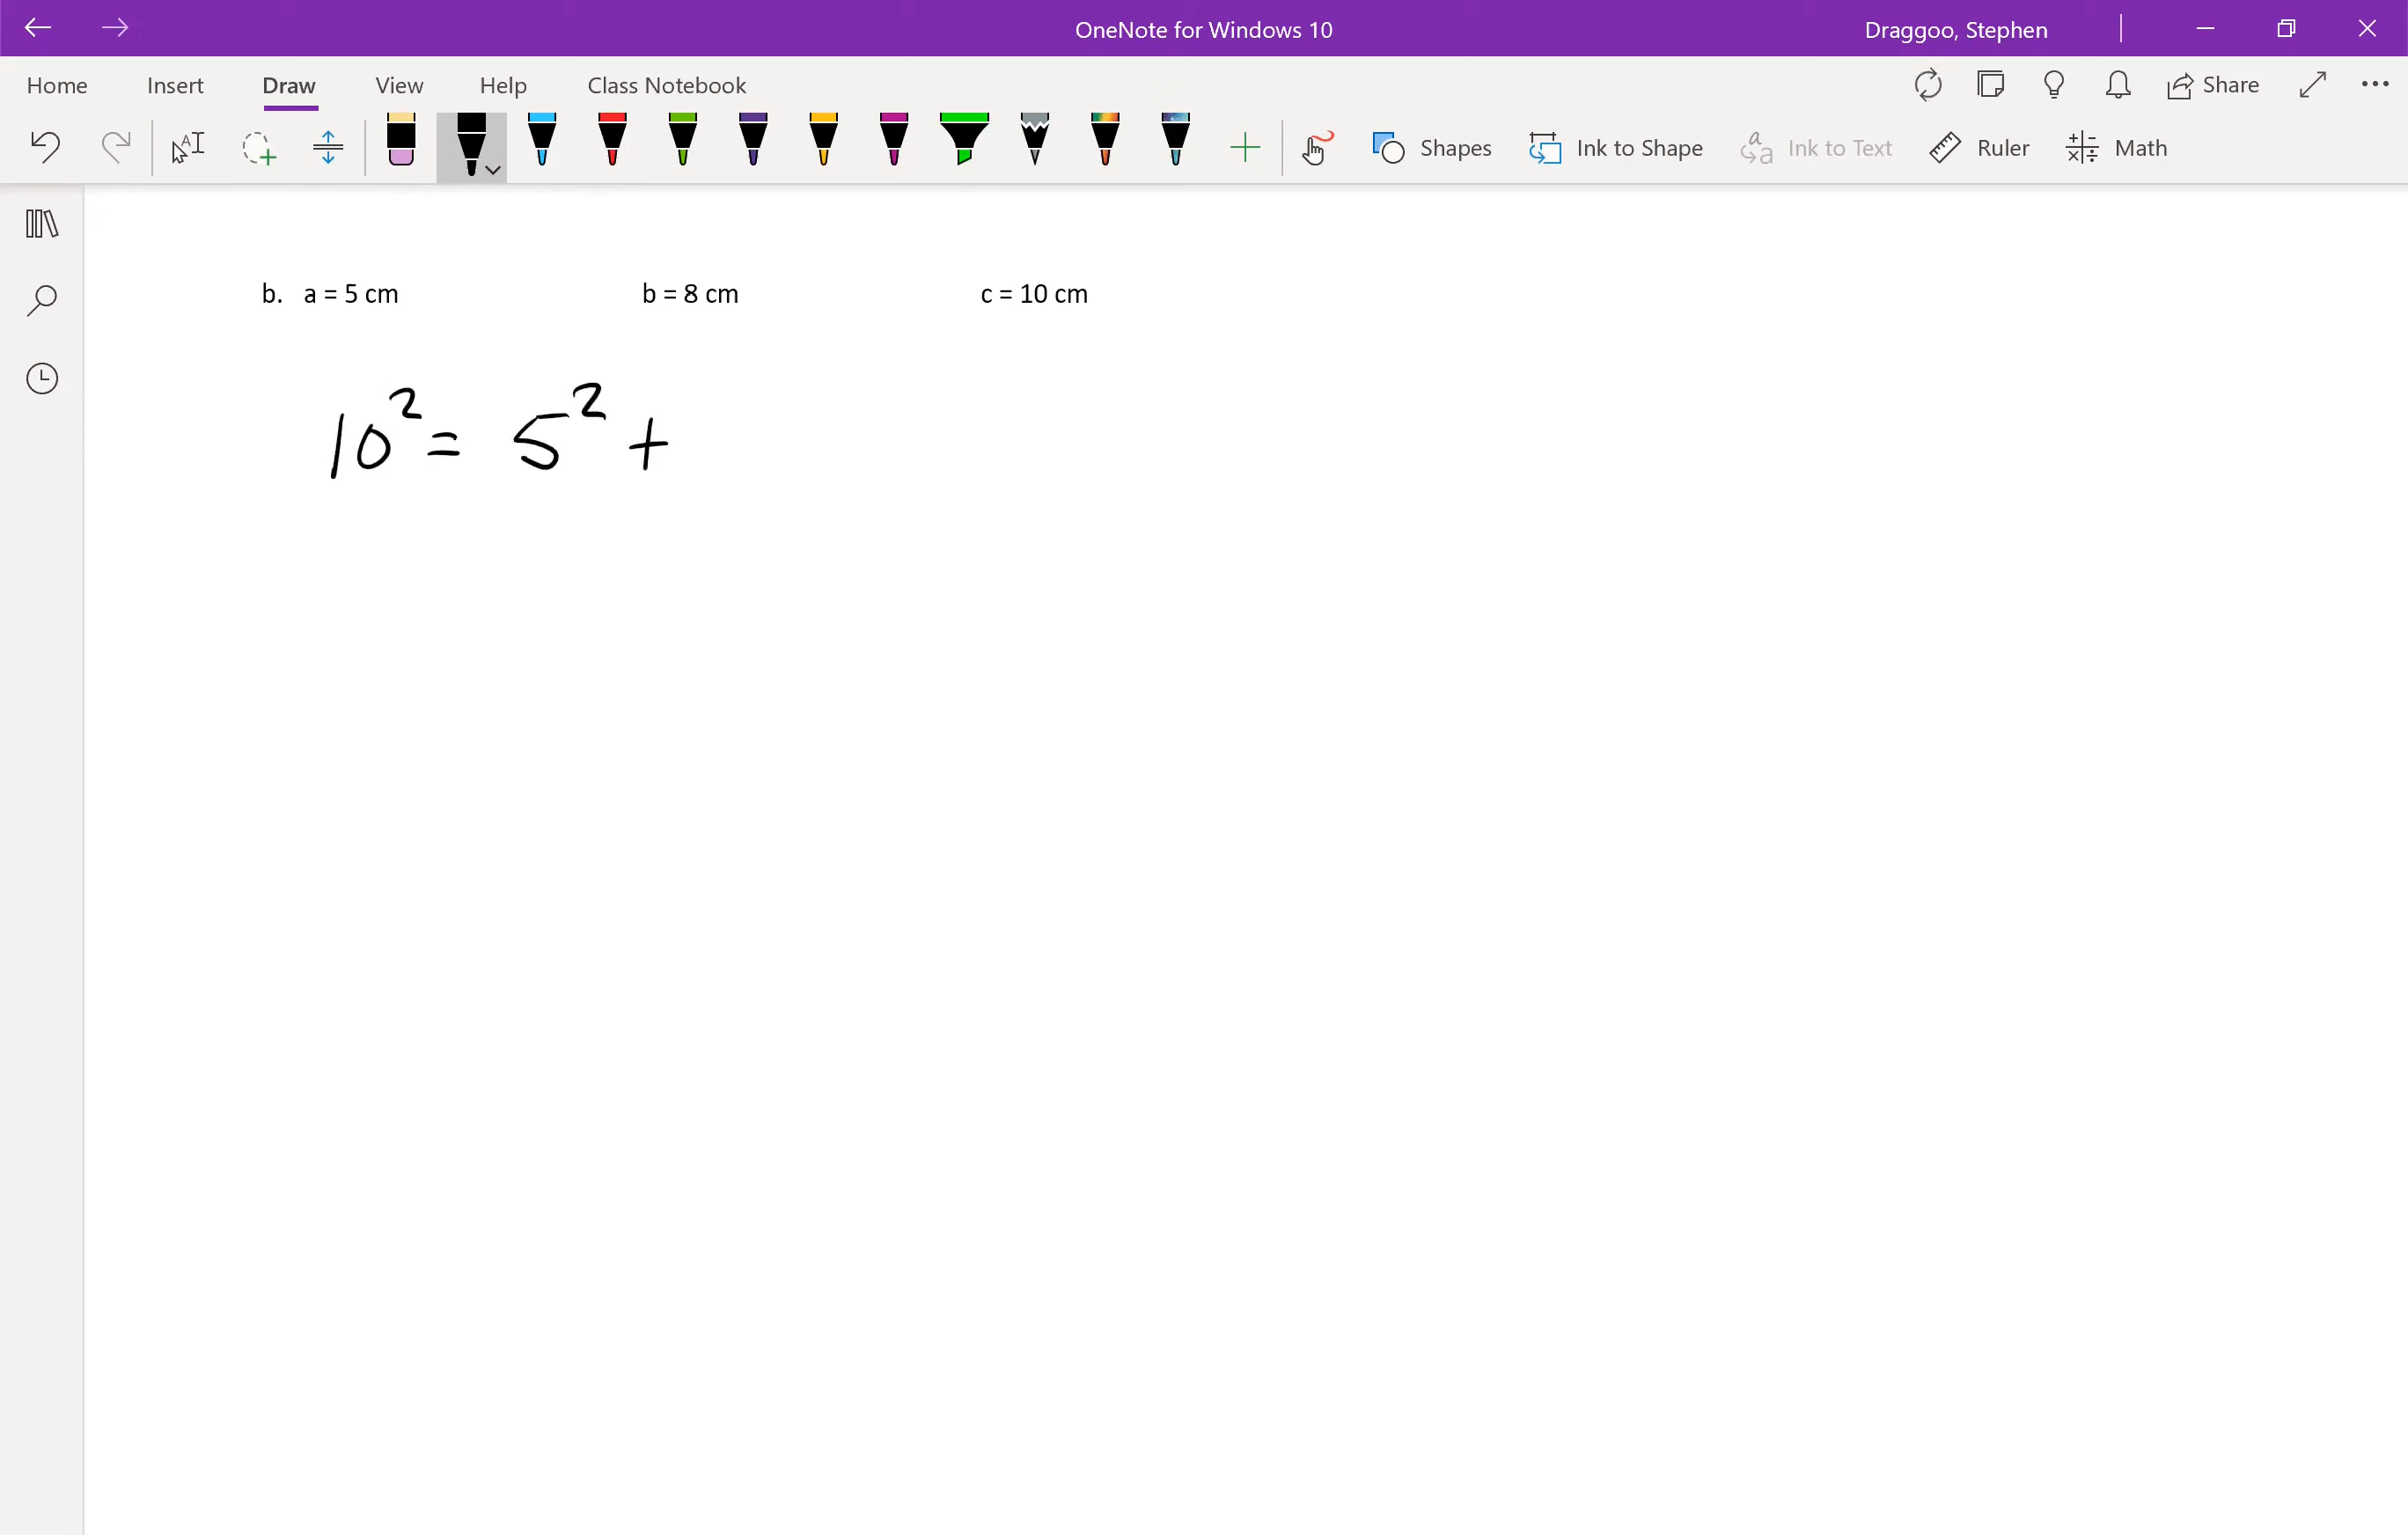 OneNote for Windows 10 Draggoo, Stephen
Home Insert Draw View Help Class Notebook Share
Shapes Ink to Shape Ink to Text Ruler Math
b. a = 5 cm b = 8 cm c = 10 cm
10² = 5² +